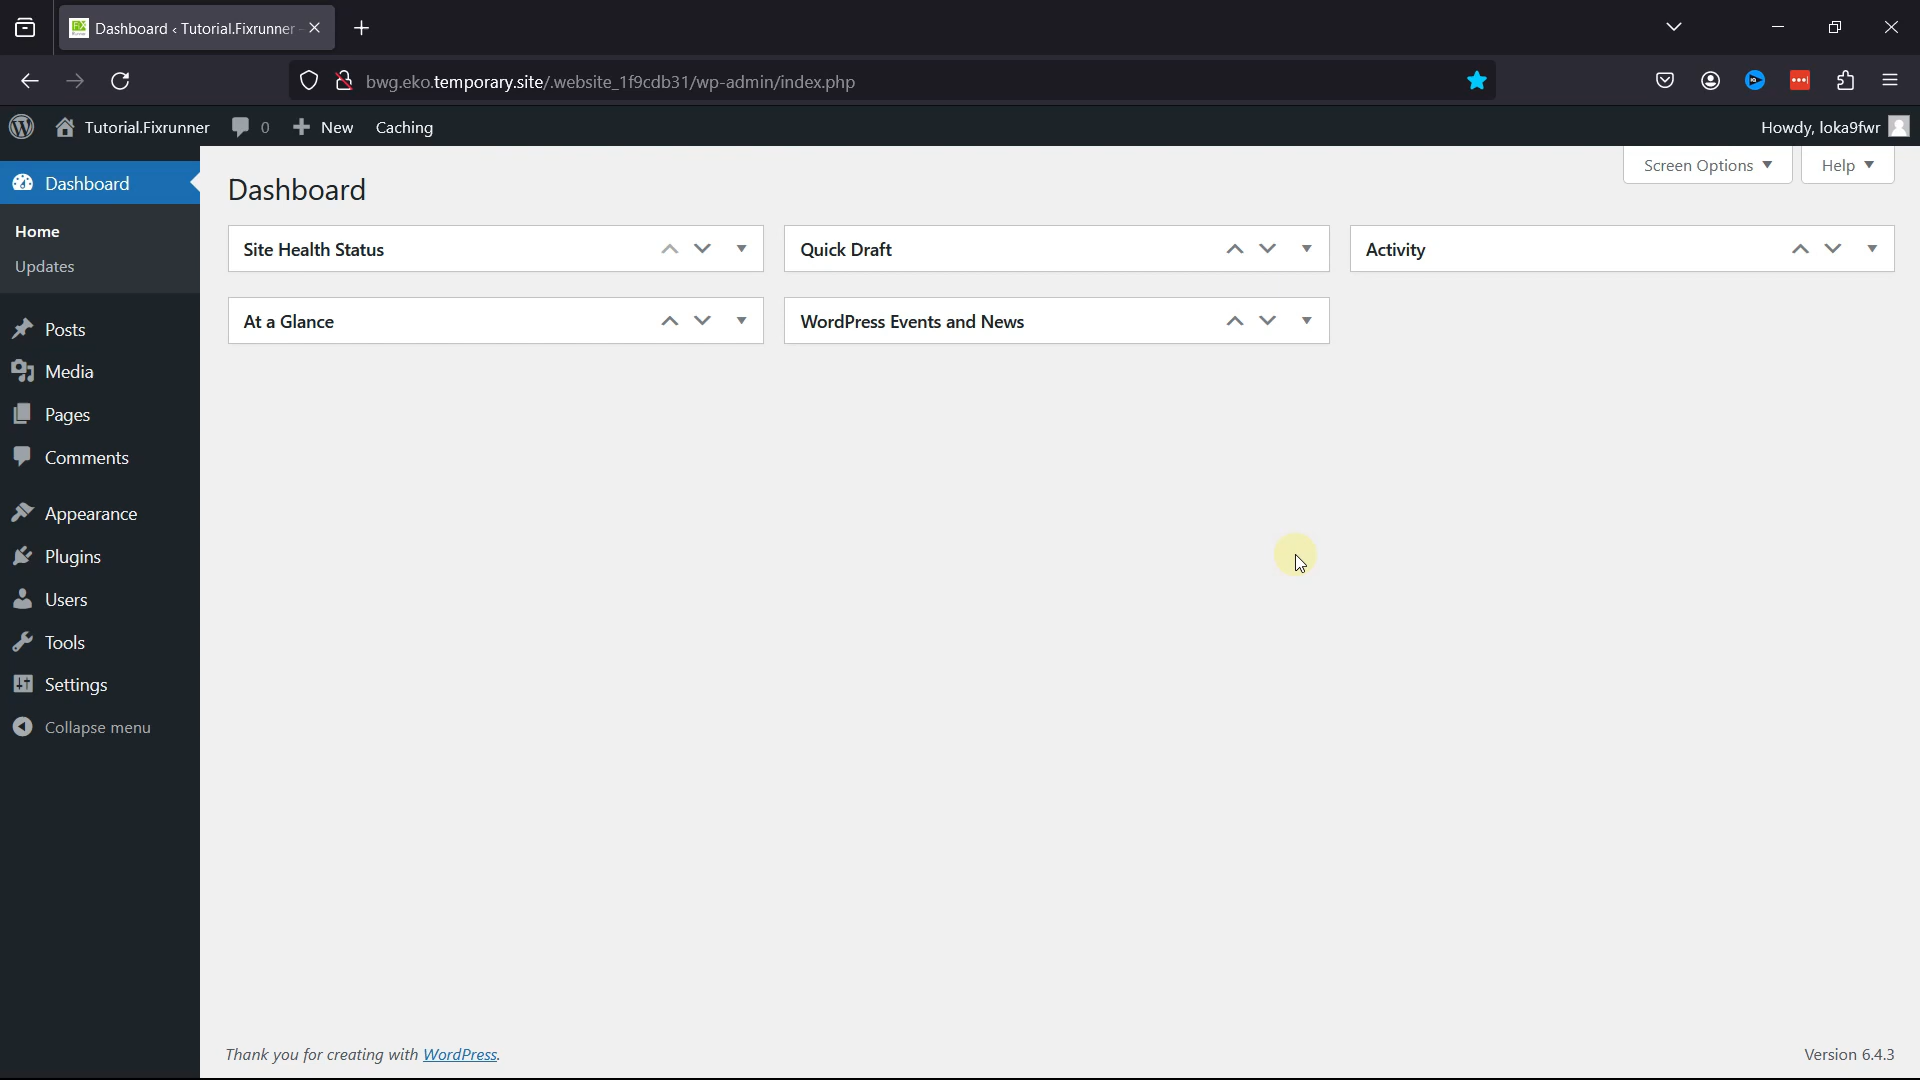 Dashboard ‹ Tutorial.Fixrunner
bwg.eko.temporary.site/.website_1f9cdb31/wp-admin/index.php
Tutorial.Fixrunner 0 New Caching Howdy, loka9fwr
Screen Options Help
Dashboard
Home
Updates
Posts
Media
Pages
Comments
Appearance
Plugins
Users
Tools
Settings
Collapse menu
Dashboard
Site Health Status
Quick Draft
Activity
At a Glance
WordPress Events and News
Thank you for creating with WordPress.
Version 6.4.3